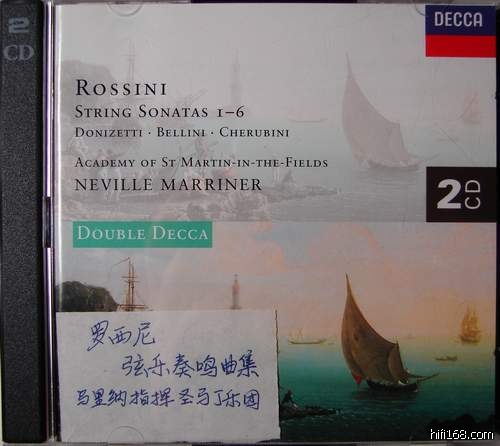 2
CD
DECCA
ROSSINI
STRING SONATAS 1–6
DONIZETTI · BELLINI · CHERUBINI
ACADEMY OF ST MARTIN-IN-THE-FIELDS
NEVILLE MARRINER
2 CD
DOUBLE DECCA
罗西尼
弦乐奏鸣曲集
马里纳指挥圣马丁乐团
hifi168.com